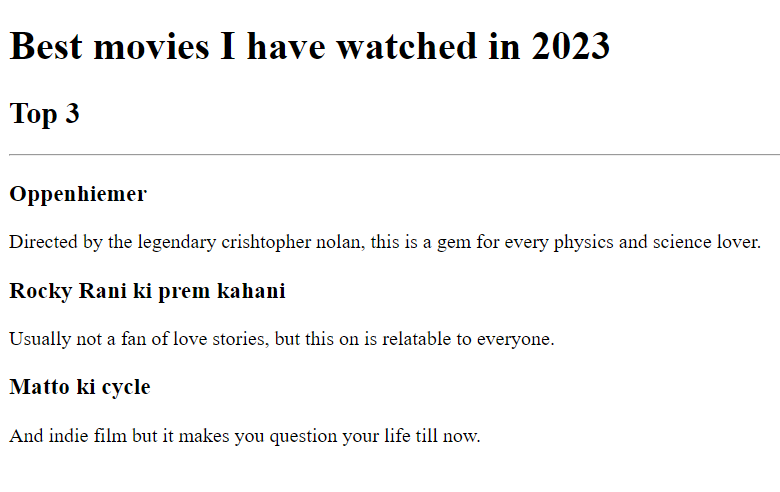 Best movies I have watched in 2023
Top 3
Oppenhiemer
Directed by the legendary crishtopher nolan, this is a gem for every physics and science lover.
Rocky Rani ki prem kahani
Usually not a fan of love stories, but this on is relatable to everyone.
Matto ki cycle
And indie film but it makes you question your life till now.